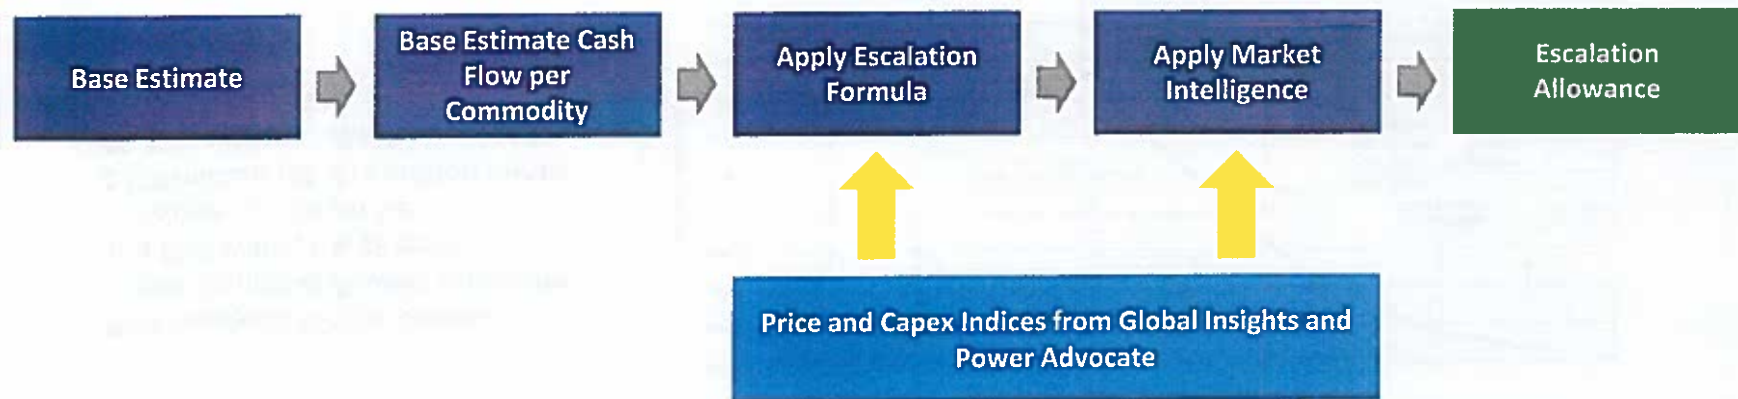 Base Estimate
Base Estimate Cash
Flow per
Commodity
Apply Escalation
Formula
Apply Market
Intelligence
Escalation
Allowance
Price and Capex Indices from Global Insights and
Power Advocate